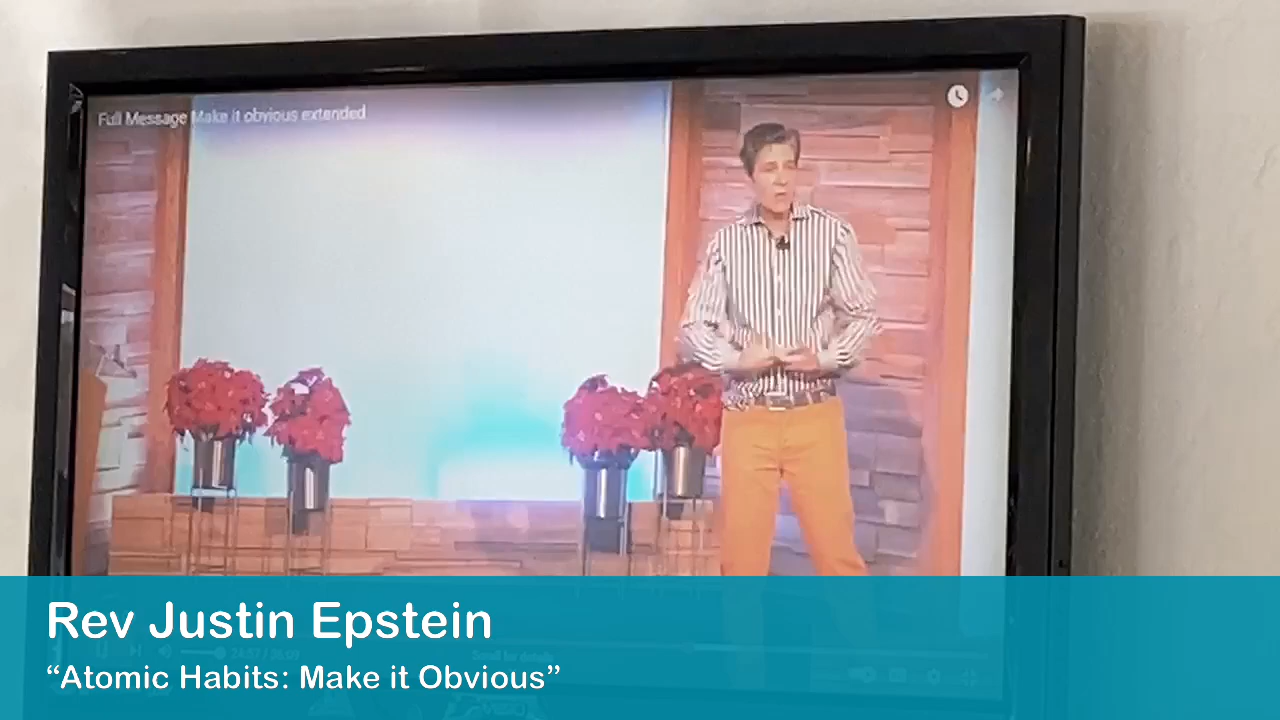 Full Message Make it obvious extended
Rev Justin Epstein
“Atomic Habits: Make it Obvious”